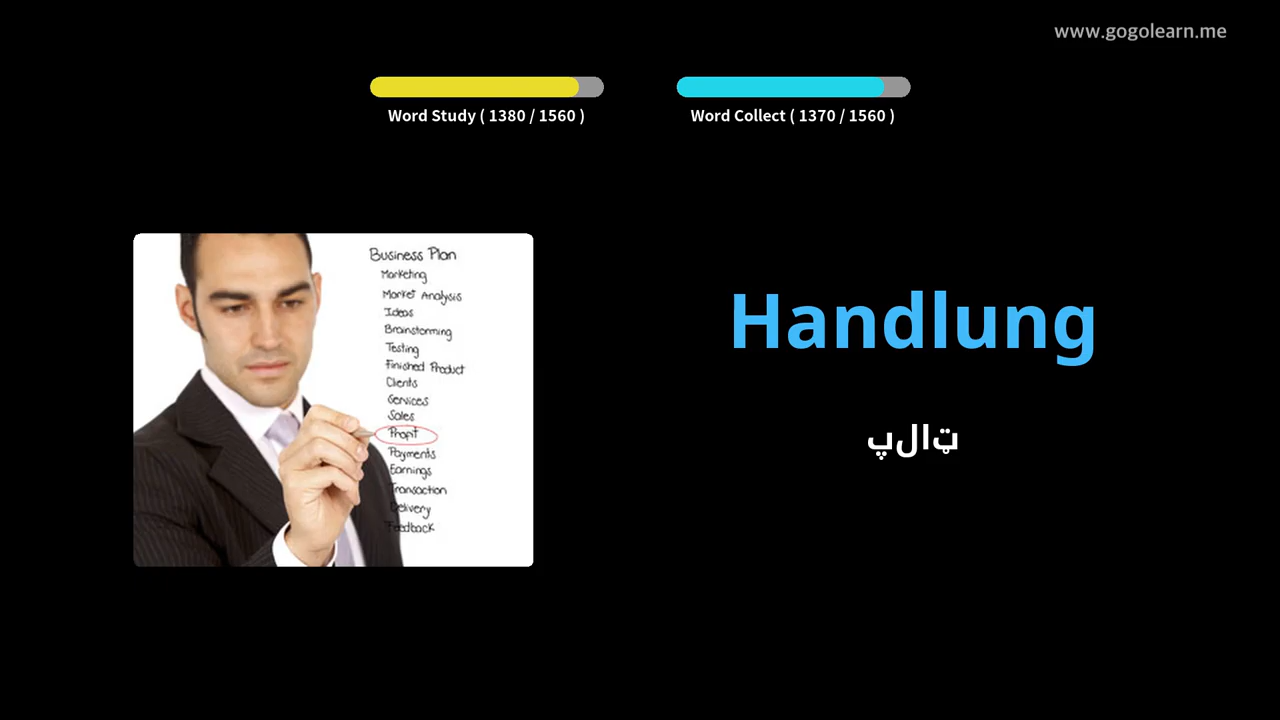 www.gogolearn.me
Word Study ( 1380 / 1560 )
Word Collect ( 1370 / 1560 )
Business Plan
Marketing
Market Analysis
Ideas
Brainstorming
Testing
Finished Product
Clients
Services
Sales
Profit
Payments
Earnings
Transaction
Delivery
Feedback
Handlung
ټالپ